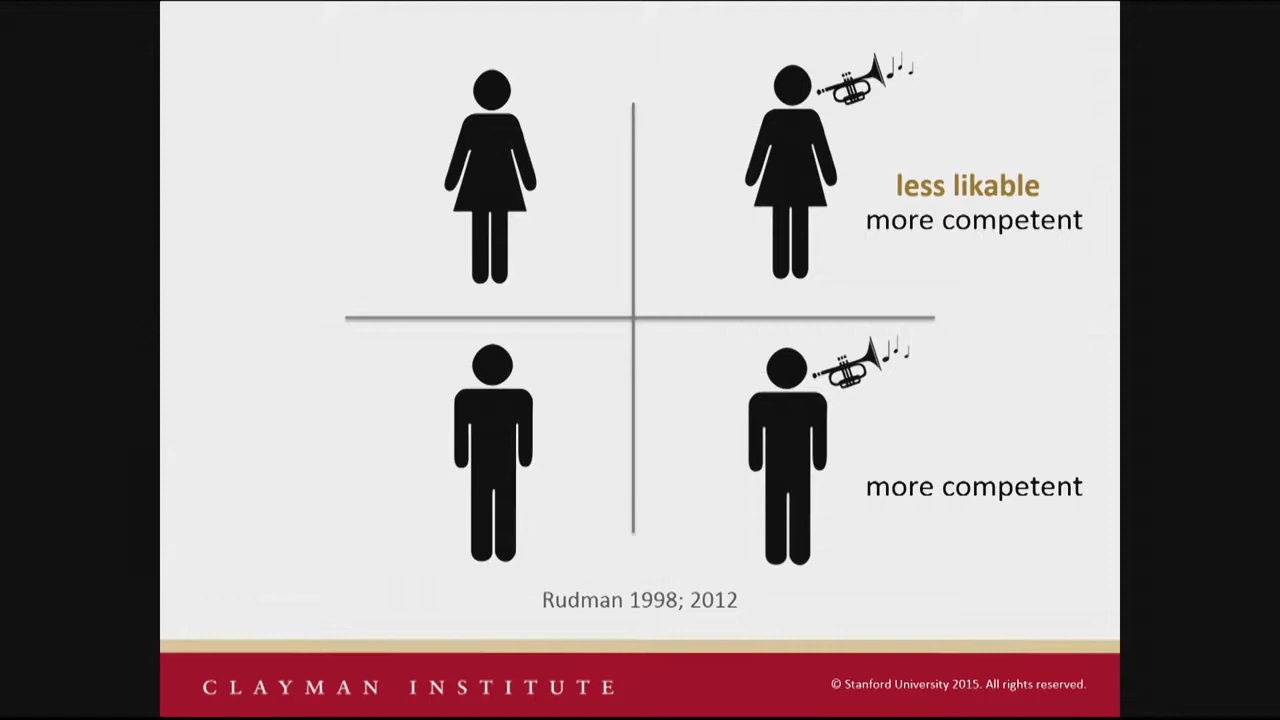 less likable
more competent
more competent
Rudman 1998; 2012
CLAYMAN INSTITUTE
© Stanford University 2015. All rights reserved.